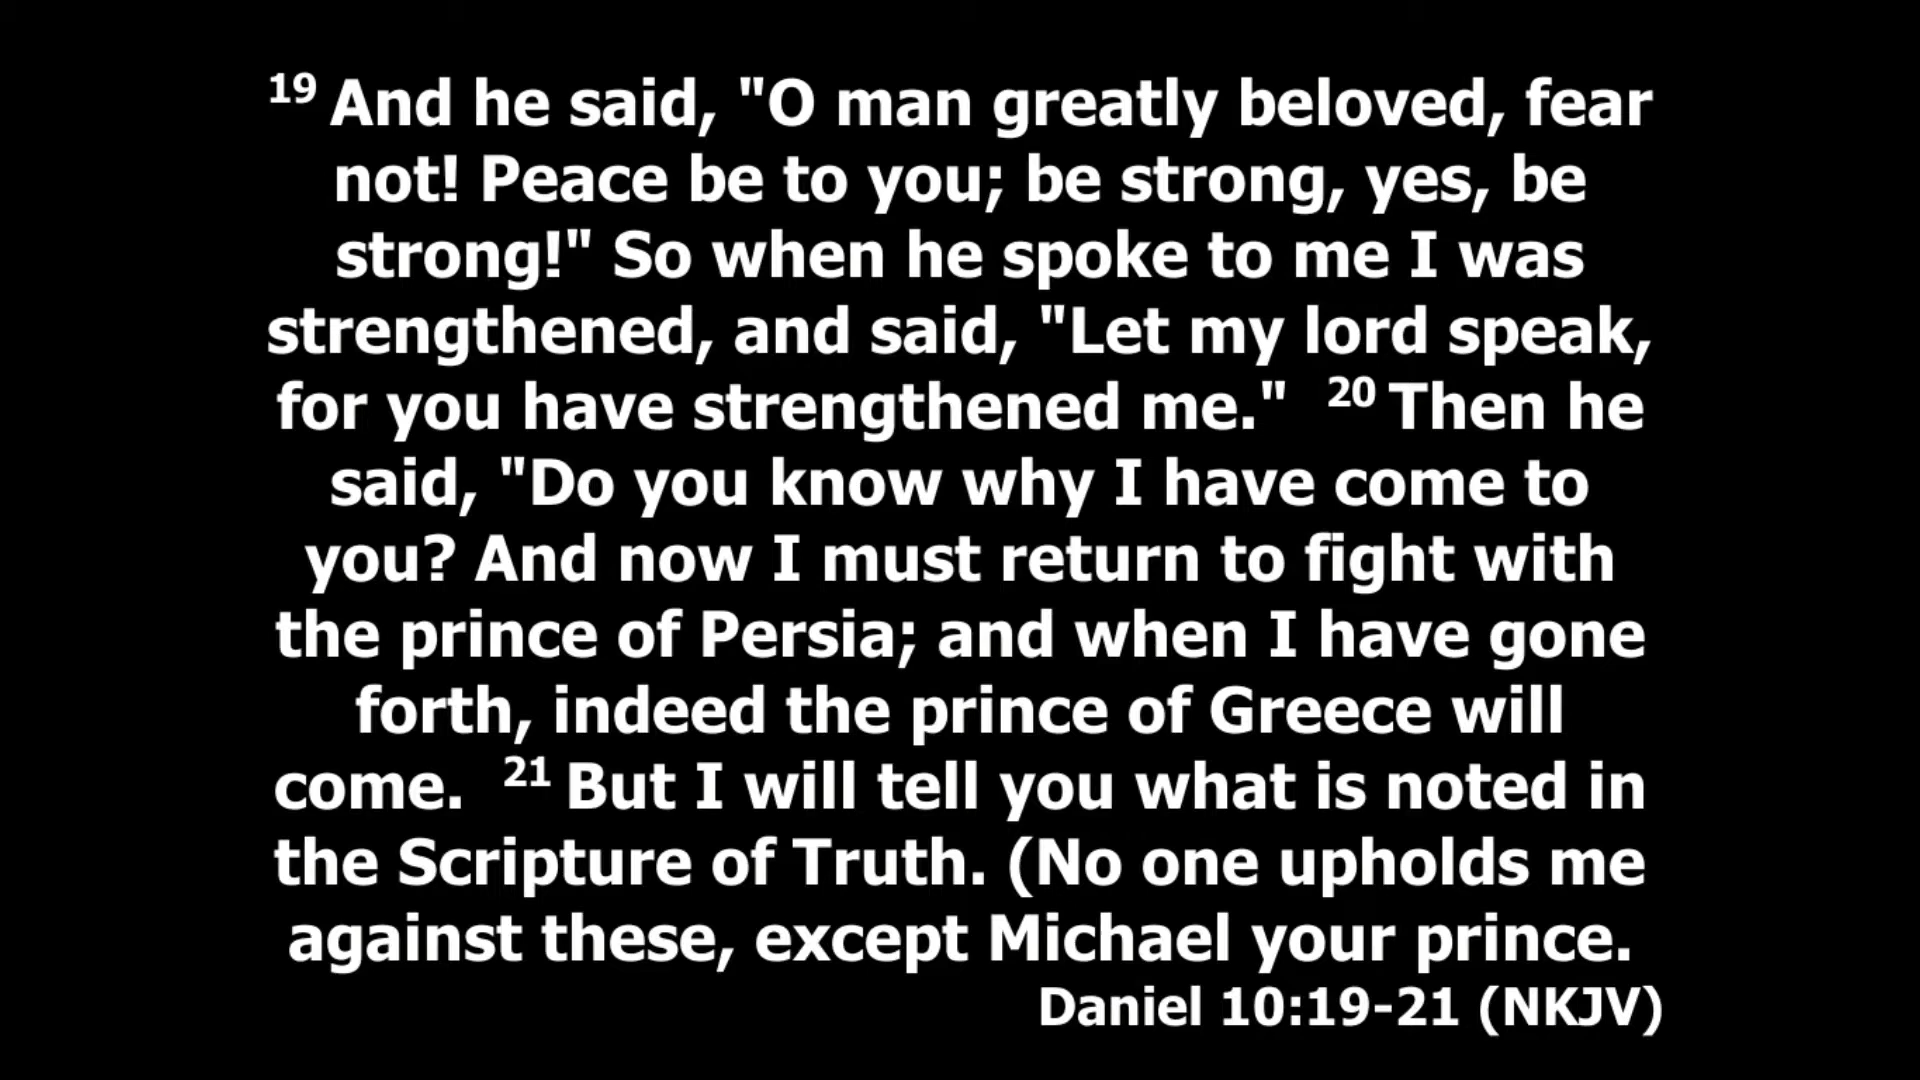 19 And he said, "O man greatly beloved, fear
not! Peace be to you; be strong, yes, be
strong!" So when he spoke to me I was
strengthened, and said, "Let my lord speak,
for you have strengthened me." 20 Then he
said, "Do you know why I have come to
you? And now I must return to fight with
the prince of Persia; and when I have gone
forth, indeed the prince of Greece will
come. 21 But I will tell you what is noted in
the Scripture of Truth. (No one upholds me
against these, except Michael your prince.
Daniel 10:19-21 (NKJV)